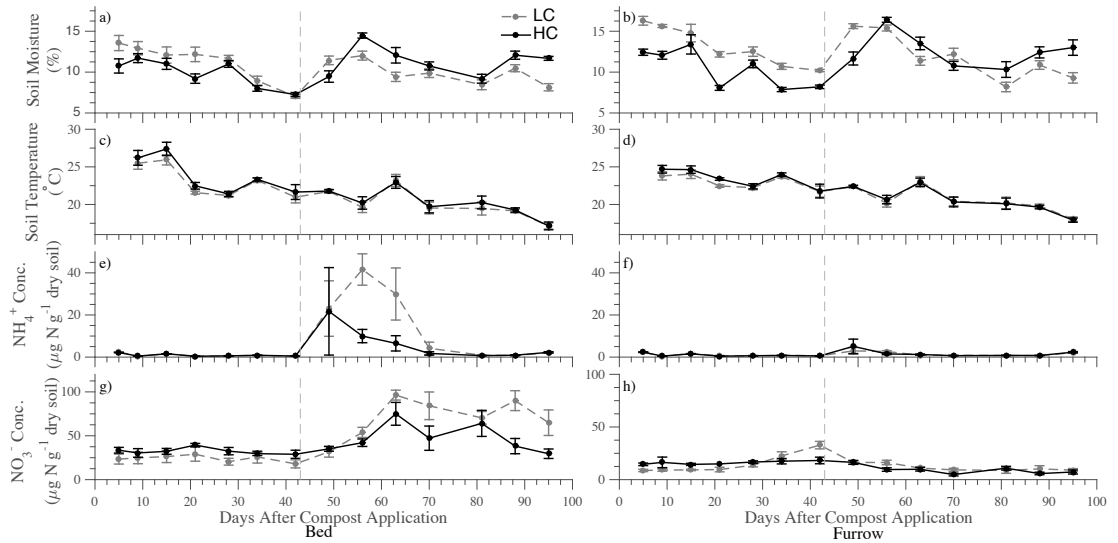 a)
LC
HC
b)
Soil Moisture
(%)
15
10
5
15
10
5
c)
d)
Soil Temperature
(°C)
30
25
20
30
25
20
e)
f)
NH4+ Conc.
(µg N g-1 dry soil)
40
20
0
40
20
0
g)
h)
NO3- Conc.
(µg N g-1 dry soil)
100
50
0
100
50
0
0 10 20 30 40 50 60 70 80 90 100
0 10 20 30 40 50 60 70 80 90 100
Days After Compost Application
Bed
Days After Compost Application
Furrow